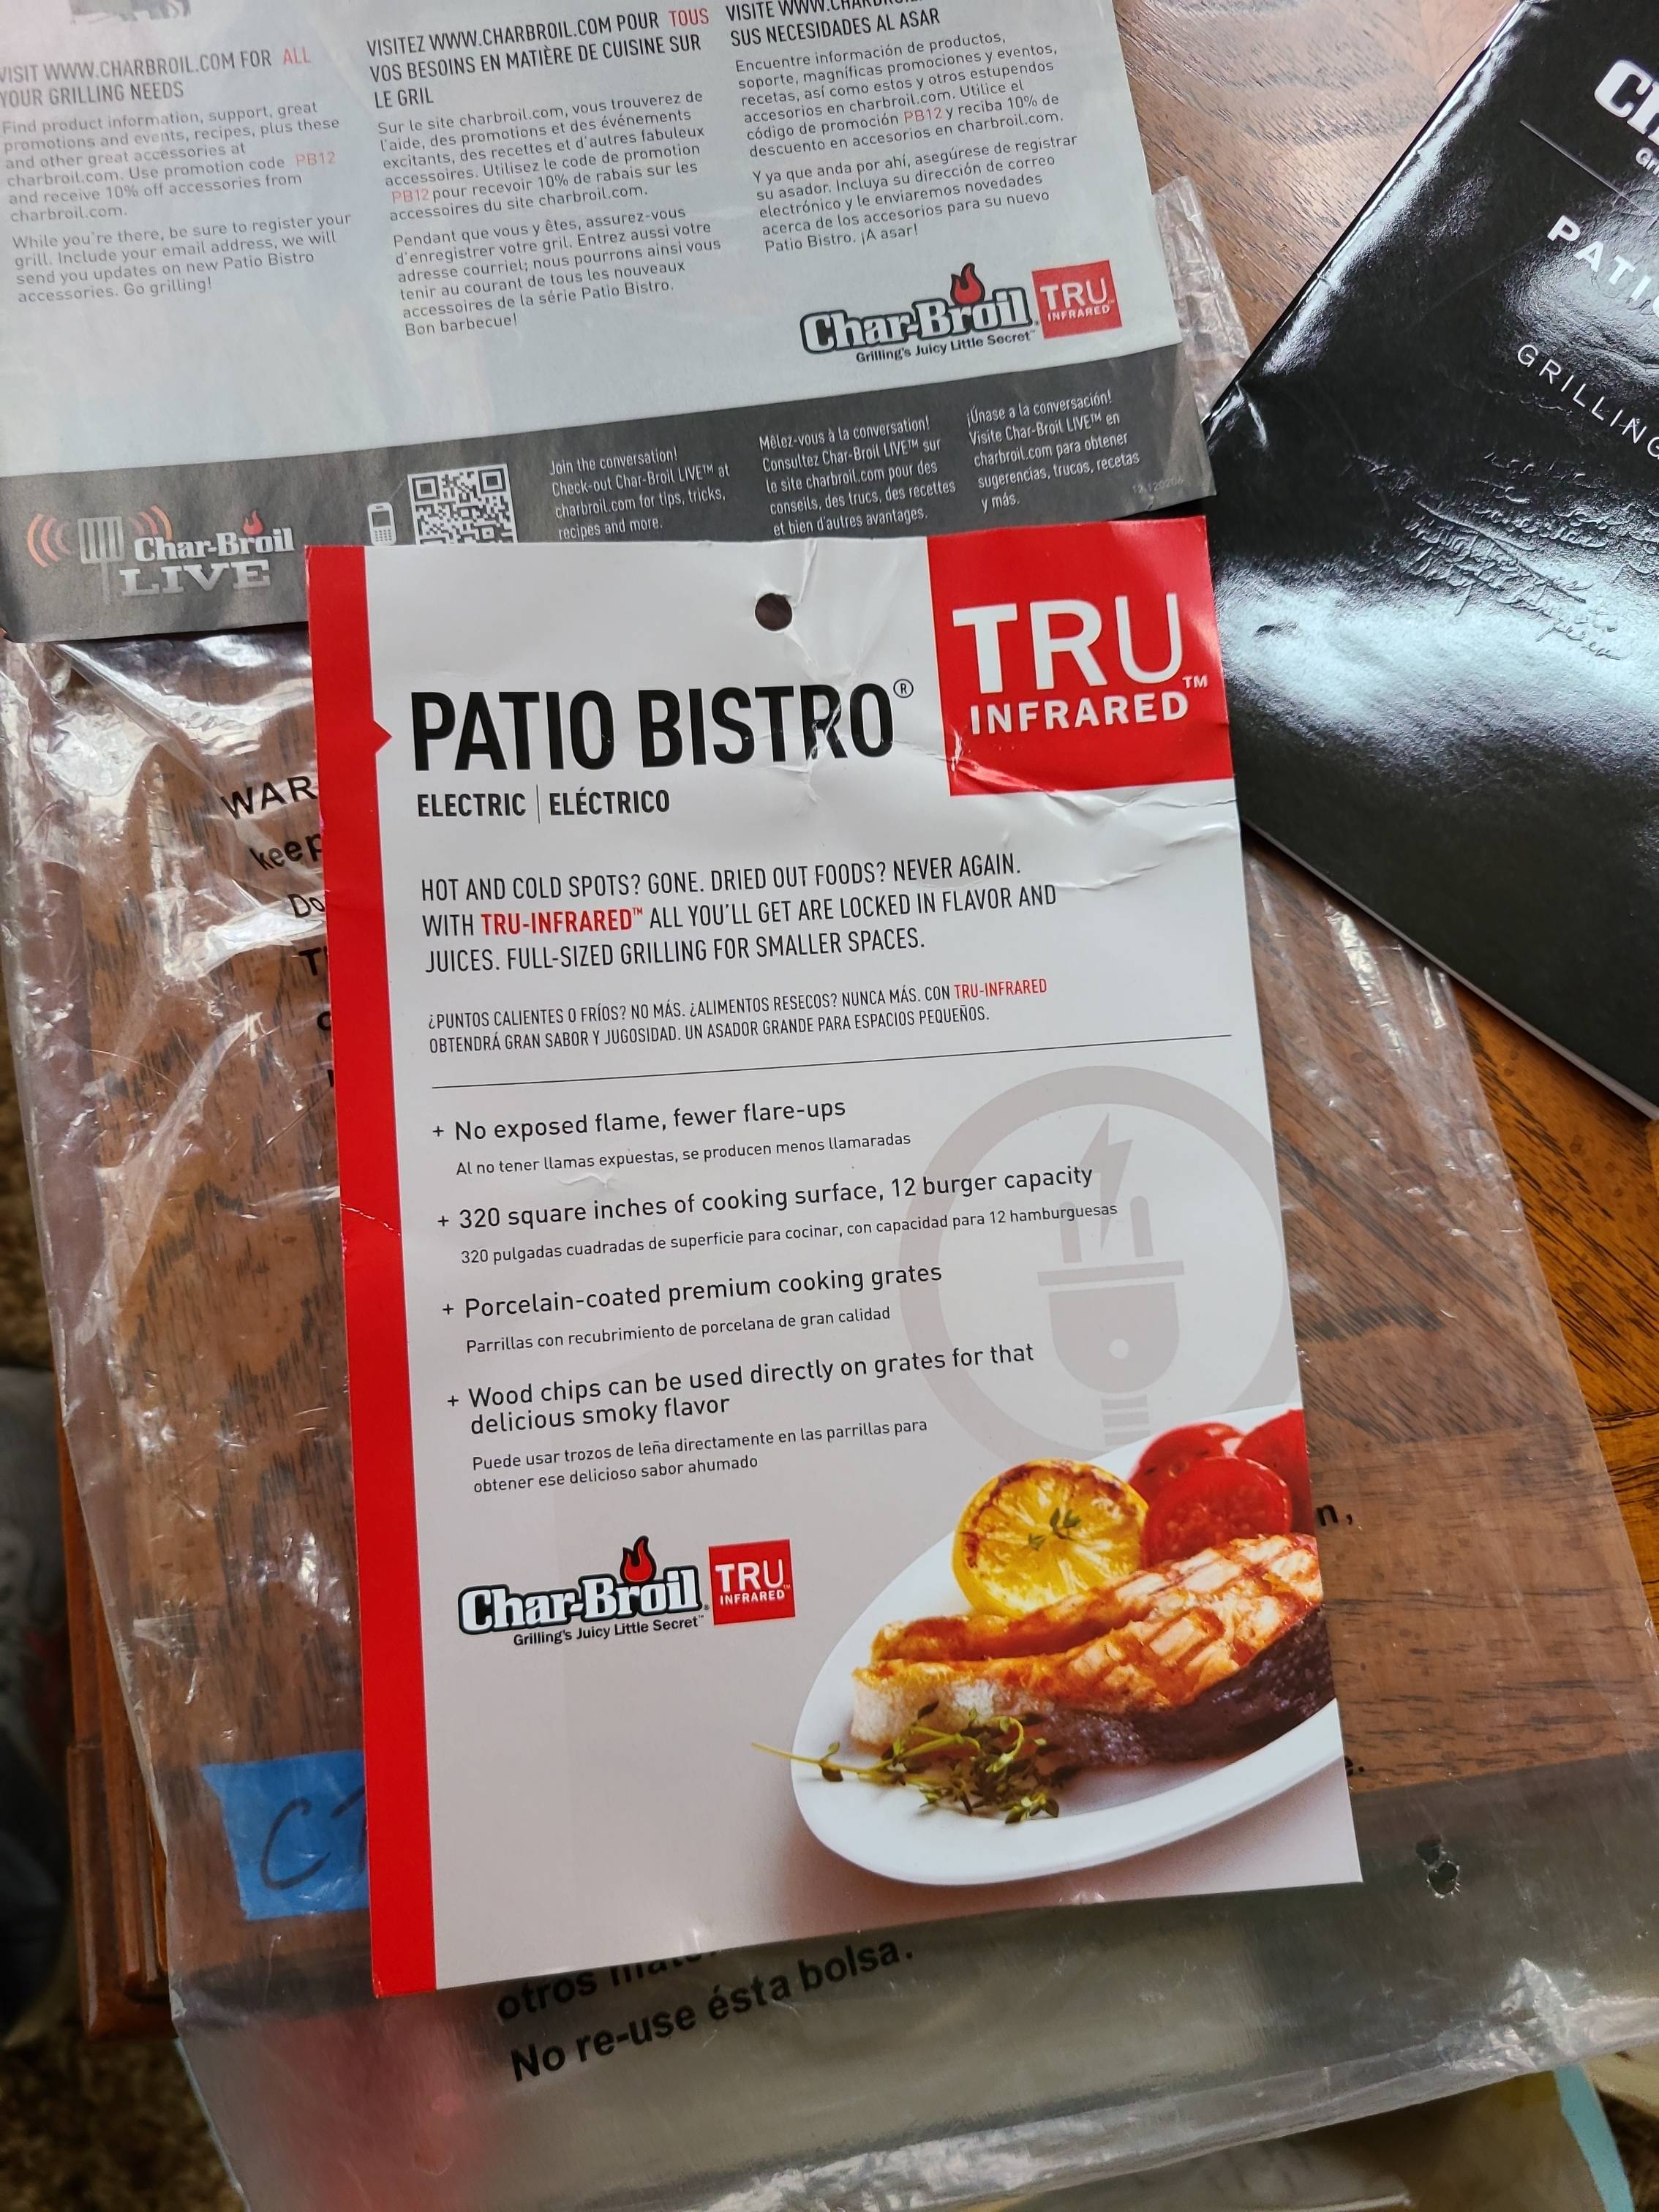 VISIT WWW.CHARBROIL.COM FOR ALL
YOUR GRILLING NEEDS
Find product information, support, great
promotions and events, recipes, plus these
and other great accessories at
charbroil.com. Use promotion code PB12
and receive 10% off accessories from
charbroil.com.
While you're there, be sure to register your
grill. Include your email address, we will
send you updates on new Patio Bistro
accessories. Go grilling!
VISITEZ WWW.CHARBROIL.COM POUR TOUS
VOS BESOINS EN MATIÈRE DE CUISINE SUR
LE GRIL
Sur le site charbroil.com, vous trouverez de
l'aide, des promotions et des événements
excitants, des recettes et d'autres fabuleux
accessoires. Utilisez le code de promotion
PB12 pour recevoir 10% de rabais sur les
accessoires du site charbroil.com.
Pendant que vous y êtes, assurez-vous
d'enregistrer votre gril. Entrez aussi votre
adresse courriel; nous pourrons ainsi vous
tenir au courant de tous les nouveaux
accessoires de la série Patio Bistro.
Bon barbecue!
VISITE
SUS NECESIDADES AL ASAR
Encuentre información de productos,
soporte, magníficas promociones y eventos,
recetas, así como estos y otros estupendos
accesorios en charbroil.com. Utilice el
código de promoción PB12 y reciba 10% de
descuento en accesorios en charbroil.com.
Y ya que anda por ahí, asegúrese de registrar
su asador. Incluya su dirección de correo
electrónico y le enviaremos novedades
acerca de los accesorios para su nuevo
Patio Bistro. ¡A asar!
Char-Broil TRU
INFRARED™
Grilling's Juicy Little Secret™
Char-Broil
LIVE
Join the conversation!
Check-out Char-Broil LIVE™ at
charbroil.com for tips, tricks,
recipes and more.
Mêlez-vous à la conversation!
Consultez Char-Broil LIVE™ sur
le site charbroil.com pour des
conseils, des trucs, des recettes
et bien d'autres avantages.
¡Únase a la conversación!
Visite Char-Broil LIVE™ en
charbroil.com para obtener
sugerencias, trucos, recetas
y más.
PATIO BISTRO®
ELECTRIC | ELÉCTRICO
TRU
INFRARED™
HOT AND COLD SPOTS? GONE. DRIED OUT FOODS? NEVER AGAIN.
WITH TRU-INFRARED™ ALL YOU'LL GET ARE LOCKED IN FLAVOR AND
JUICES. FULL-SIZED GRILLING FOR SMALLER SPACES.
¿PUNTOS CALIENTES O FRÍOS? NO MÁS. ¿ALIMENTOS RESECOS? NUNCA MÁS. CON TRU-INFRARED
OBTENDRÁ GRAN SABOR Y JUGOSIDAD. UN ASADOR GRANDE PARA ESPACIOS PEQUEÑOS.
+ No exposed flame, fewer flare-ups
Al no tener llamas expuestas, se producen menos llamaradas
+ 320 square inches of cooking surface, 12 burger capacity
320 pulgadas cuadradas de superficie para cocinar, con capacidad para 12 hamburguesas
+ Porcelain-coated premium cooking grates
Parrillas con recubrimiento de porcelana de gran calidad
+ Wood chips can be used directly on grates for that
delicious smoky flavor
Puede usar trozos de leña directamente en las parrillas para
obtener ese delicioso sabor ahumado
Char-Broil® TRU
INFRARED™
Grilling's Juicy Little Secret™
keep
otros
No re-use ésta bolsa.
GRILLING